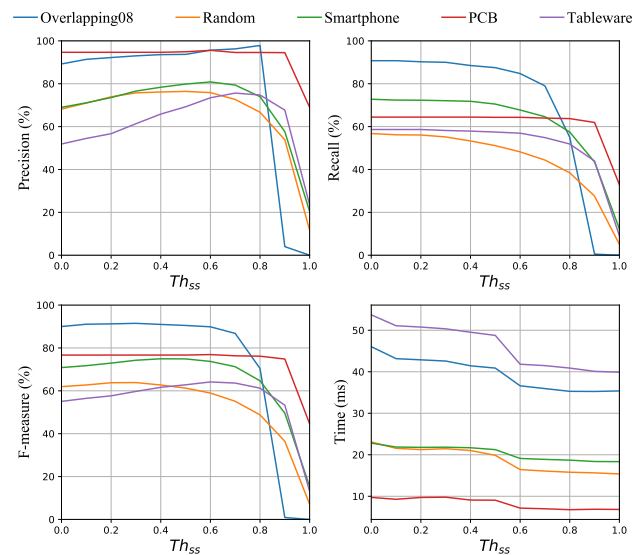 Overlapping08 Random Smartphone PCB Tableware
100
80
60
40
20
0
Precision (%)
0.0 0.2 0.4 0.6 0.8 1.0
Th_ss
100
80
60
40
20
0
Recall (%)
0.0 0.2 0.4 0.6 0.8 1.0
Th_ss
100
80
60
40
20
0
F-measure (%)
0.0 0.2 0.4 0.6 0.8 1.0
Th_ss
50
40
30
20
10
Time (ms)
0.0 0.2 0.4 0.6 0.8 1.0
Th_ss